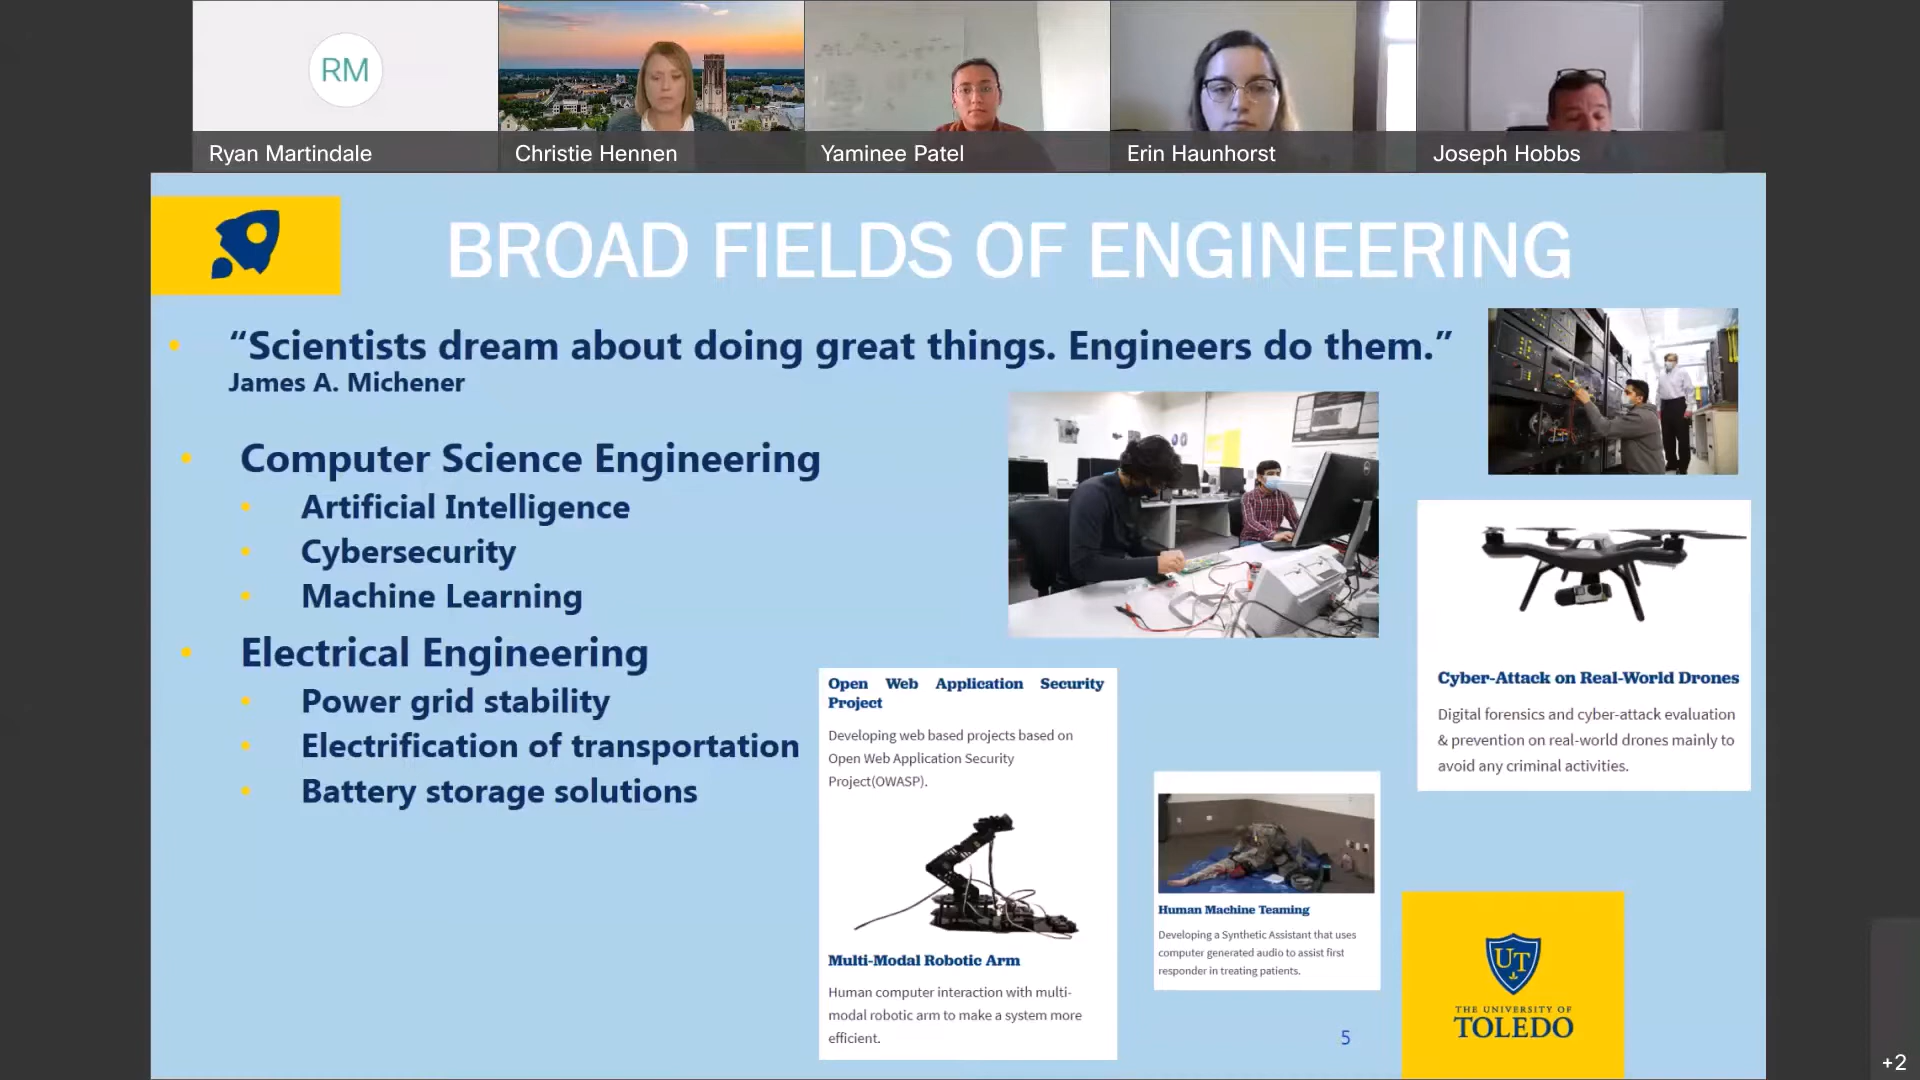 RM
Ryan Martindale
Christie Hennen
Yaminee Patel
Erin Haunhorst
Joseph Hobbs
BROAD FIELDS OF ENGINEERING
• “Scientists dream about doing great things. Engineers do them.”
James A. Michener
• Computer Science Engineering
• Artificial Intelligence
• Cybersecurity
• Machine Learning
• Electrical Engineering
• Power grid stability
• Electrification of transportation
• Battery storage solutions
Open Web Application Security
Project
Developing web based projects based on
Open Web Application Security
Project(OWASP).
Multi-Modal Robotic Arm
Human computer interaction with multi-
modal robotic arm to make a system more
efficient.
Human Machine Teaming
Developing a Synthetic Assistant that uses
computer generated audio to assist first
responder in treating patients.
Cyber-Attack on Real-World Drones
Digital forensics and cyber-attack evaluation
& prevention on real-world drones mainly to
avoid any criminal activities.
5
UT
THE UNIVERSITY OF
TOLEDO
+2